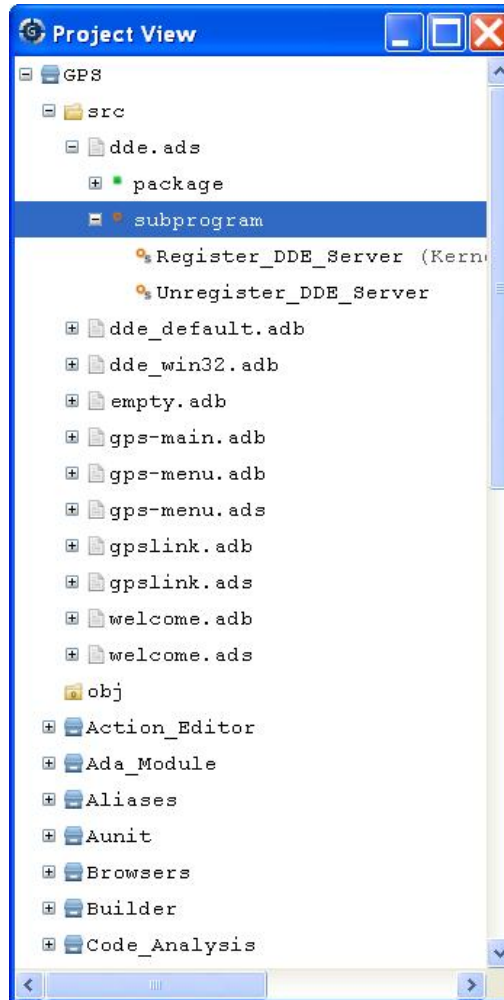 Project View
GPS
src
dde.ads
package
subprogram
Register_DDE_Server (Kern
Unregister_DDE_Server
dde_default.adb
dde_win32.adb
empty.adb
gps-main.adb
gps-menu.adb
gps-menu.ads
gpslink.adb
gpslink.ads
welcome.adb
welcome.ads
obj
Action_Editor
Ada_Module
Aliases
Aunit
Browsers
Builder
Code_Analysis